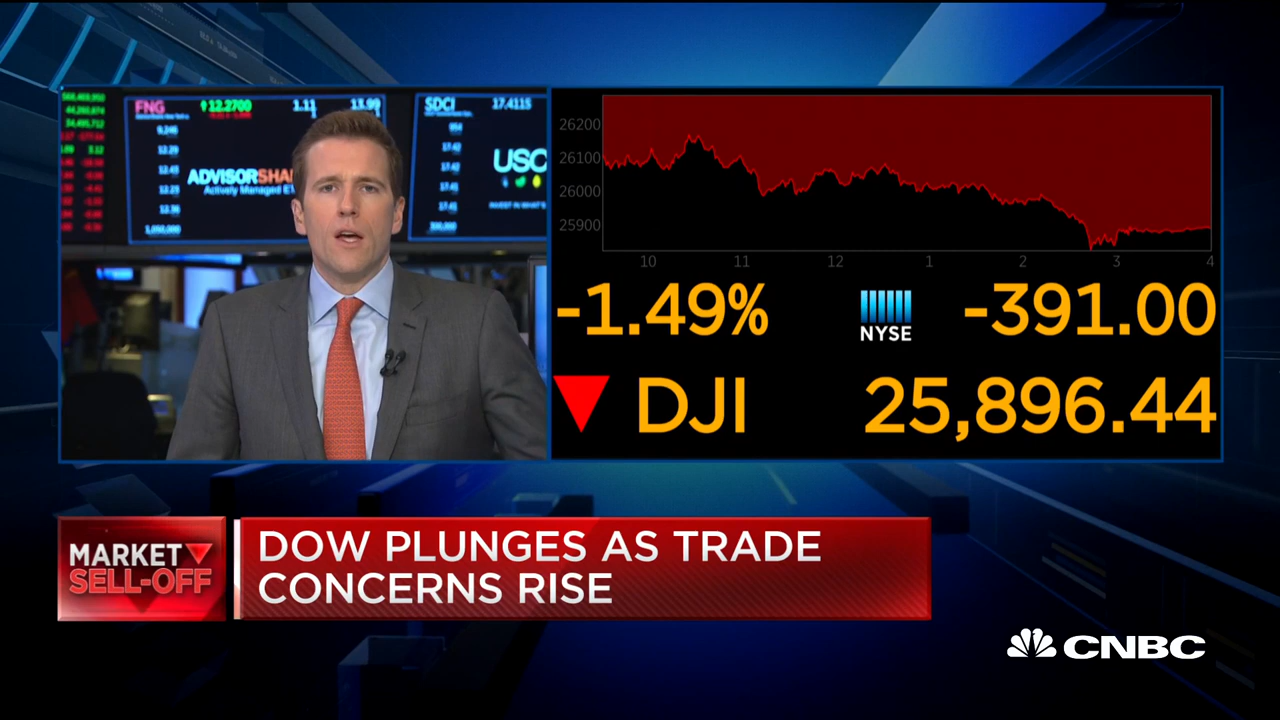 FNG
12.2700
1.11
13.99
SDCI
17.4115
ADVISORSHA
Actively Managed ET
USC
26200
26100
26000
25900
10 11 12 1 2 3 4
-1.49%
NYSE
-391.00
DJI
25,896.44
MARKET
SELL-OFF
DOW PLUNGES AS TRADE
CONCERNS RISE
CNBC